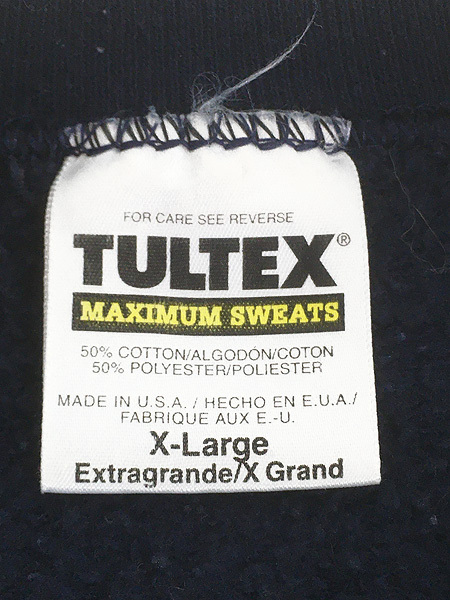 FOR CARE SEE REVERSE
TULTEX®
MAXIMUM SWEATS
50% COTTON/ALGODÓN/COTON
50% POLYESTER/POLIESTER
MADE IN U.S.A. / HECHO EN E.U.A./
FABRIQUE AUX E.-U.
X-Large
Extragrande/X Grand